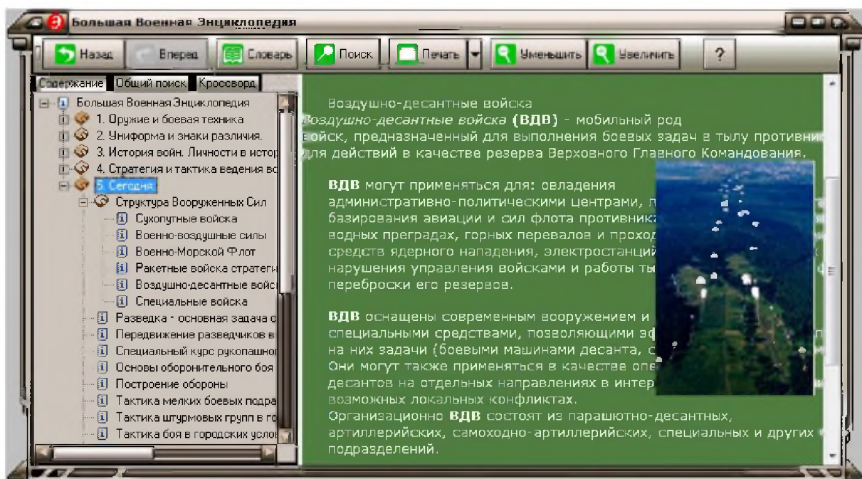 Большая Военная Энциклопедия
Назад Вперед Словарь Поиск Печать Уменьшить Увеличить ?
Содержание Общий поиск Кроссворд
Большая Военная Энциклопедия
1. Оружие и боевая техника
2. Униформа и знаки различия.
3. История войн. Личности в истор
4. Стратегия и тактика ведения во
5. Сегодня.
Структура Вооруженных Сил
Сухопутные войска
Военно-воздушные силы
Военно-Морской Флот
Ракетные войска стратеги
Воздушно-десантные войс
Специальные войска
Разведка - основная задача о
Передвижение разведчиков в
Специальный курс рукопашног
Основы оборонительного боя
Построение обороны
Тактика мелких боевых подра
Тактика штурмовых групп в го
Тактика боя в городских услов
Воздушно-десантные войска
Воздушно-десантные войска (ВДВ) - мобильный род
войск, предназначенный для выполнения боевых задач в тылу противни
для действий в качестве резерва Верховного Главного Командования.
ВДВ могут применяться для: овладения
административно-политическими центрами, п
базирования авиации и сил флота противника
водных преградах, горных перевалов и проход
средств ядерного нападения, электростанций
нарушения управления войсками и работы ты
переброски его резервов.
ВДВ оснащены современным вооружением и
специальными средствами, позволяющими эф
на них задачи (боевыми машинами десанта, с
Они могут также применяться в качестве опе
десантов на отдельных направлениях в интер
возможных локальных конфликтах.
Организационно ВДВ состоят из парашютно-десантных,
артиллерийских, самоходно-артиллерийских, специальных и других
подразделений.